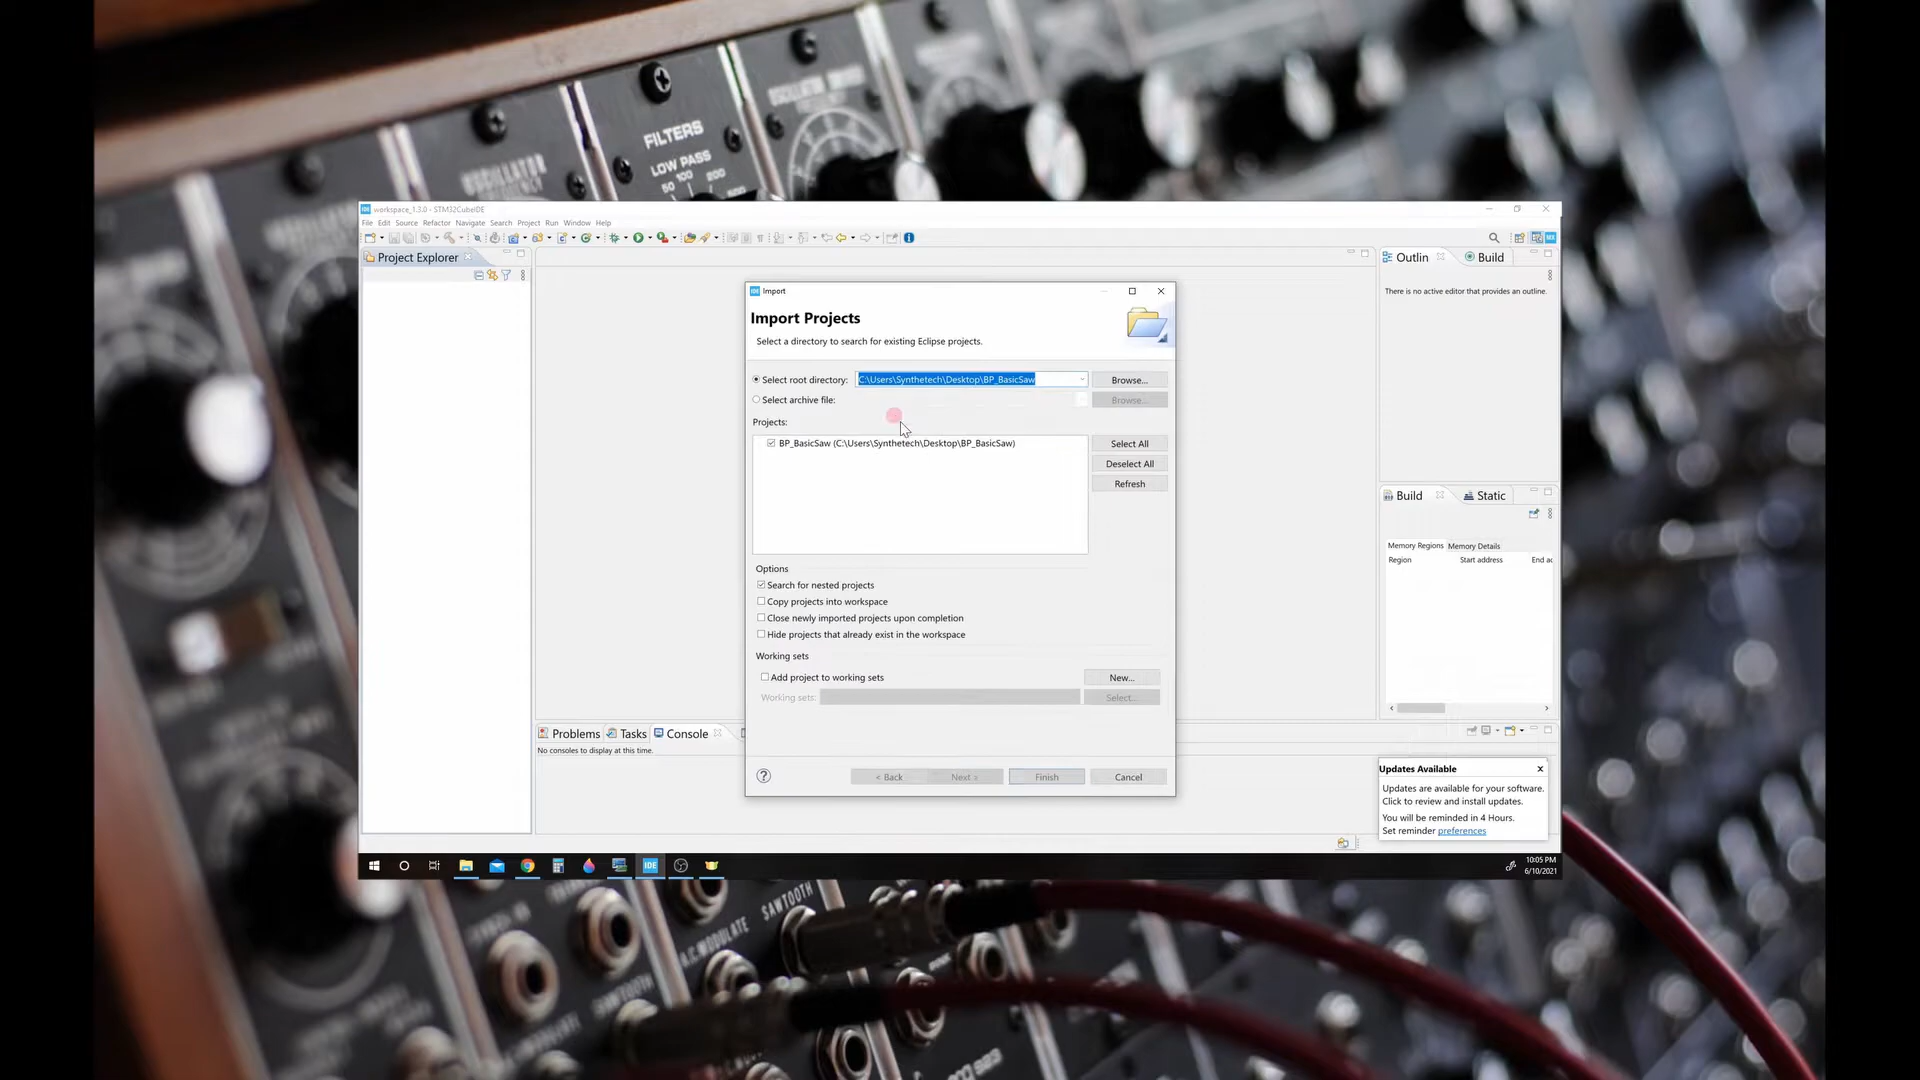 OSCILLATOR
FILTERS
LOW PASS
50 100 200
workspace_1.3.0 - STM32CubeIDE
File Edit Source Refactor Navigate Search Project Run Window Help
Project Explorer
Outlin
Build
There is no active editor that provides an outline.
IDE Import
Import Projects
Select a directory to search for existing Eclipse projects.
Select root directory: C:\Users\Synthetech\Desktop\BP_BasicSaw Browse...
Select archive file: Browse...
Projects:
BP_BasicSaw (C:\Users\Synthetech\Desktop\BP_BasicSaw)
Select All
Deselect All
Refresh
Options
Search for nested projects
Copy projects into workspace
Close newly imported projects upon completion
Hide projects that already exist in the workspace
Working sets
Add project to working sets New...
Working sets: Select...
< Back Next > Finish Cancel
Build Static
Memory Regions Memory Details
Region Start address
Problems Tasks Console
No consoles to display at this time.
Updates Available
Updates are available for your software.
Click to review and install updates.
You will be reminded in 4 Hours.
Set reminder preferences
IDE
10:05 PM
6/10/2021
SAWTOOTH
A.C. MODULATE
SAWTOOTH